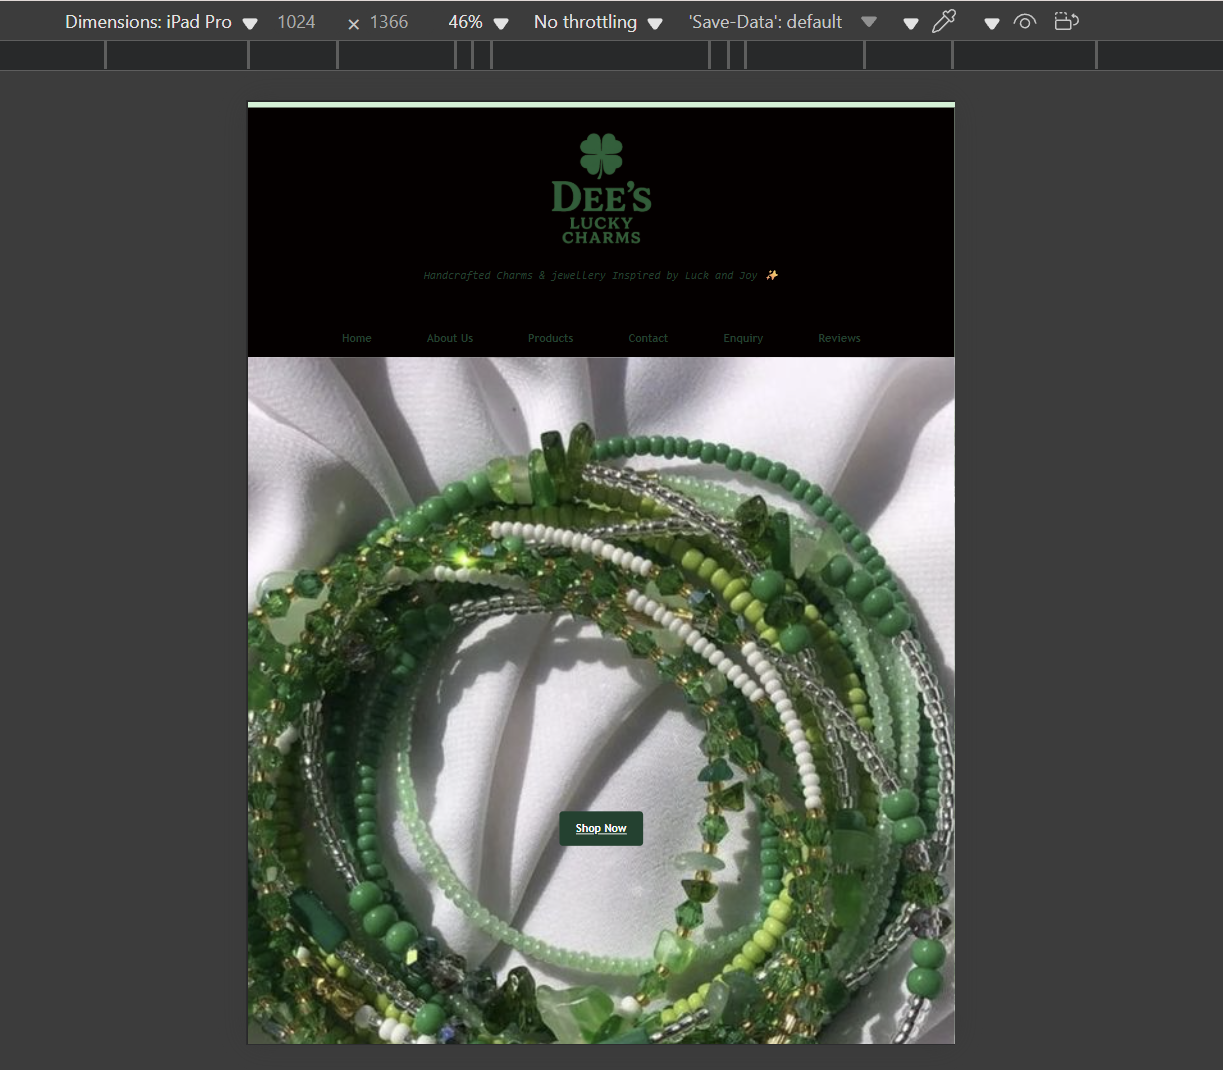 Dimensions: iPad Pro 1024 × 1366 46% No throttling 'Save-Data': default
DEE'S
LUCKY
CHARMS
Handcrafted Charms & jewellery Inspired by Luck and Joy ✨
Home About Us Products Contact Enquiry Reviews
Shop Now